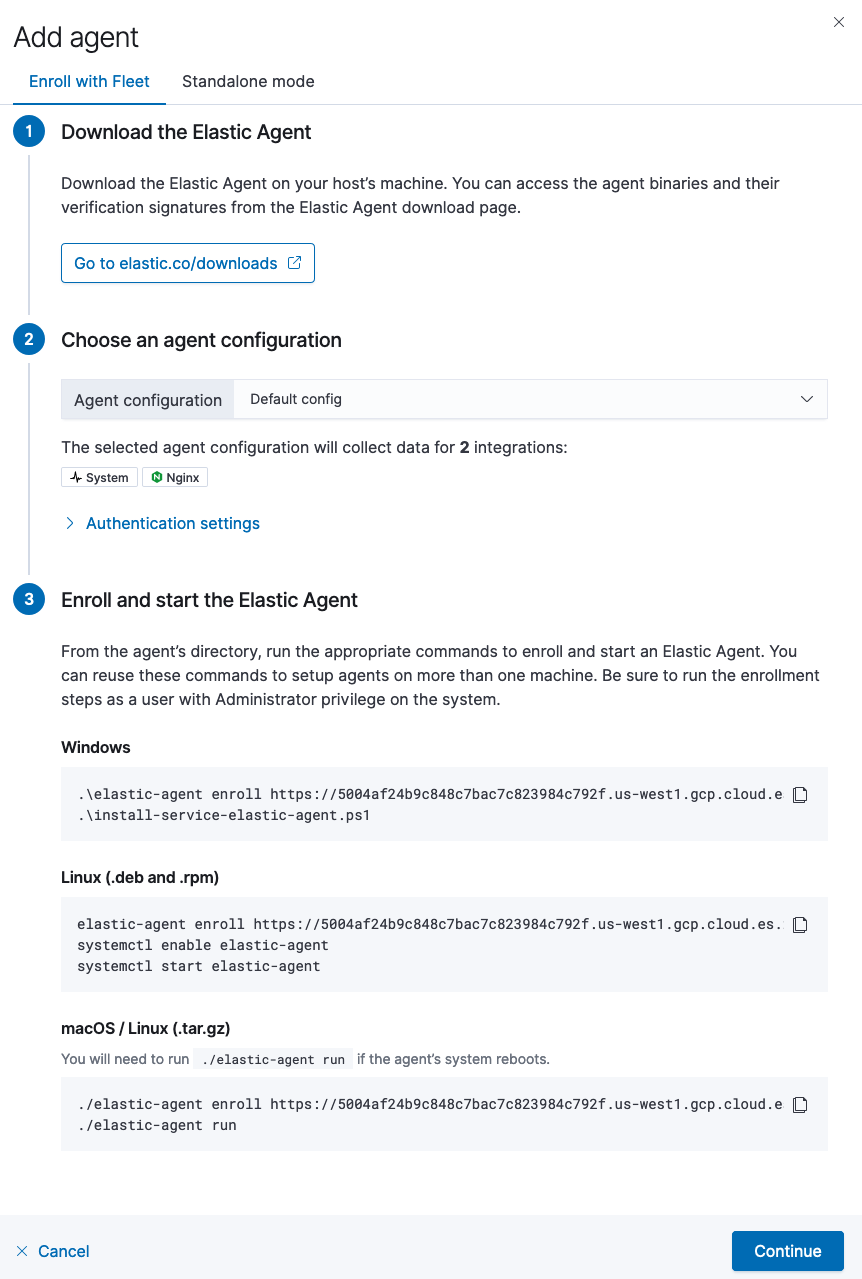 Add agent
Enroll with Fleet
Standalone mode
1
Download the Elastic Agent
Download the Elastic Agent on your host’s machine. You can access the agent binaries and their
verification signatures from the Elastic Agent download page.
Go to elastic.co/downloads
2
Choose an agent configuration
Agent configuration
Default config
The selected agent configuration will collect data for 2 integrations:
System
Nginx
Authentication settings
3
Enroll and start the Elastic Agent
From the agent’s directory, run the appropriate commands to enroll and start an Elastic Agent. You
can reuse these commands to setup agents on more than one machine. Be sure to run the enrollment
steps as a user with Administrator privilege on the system.
Windows
.\elastic-agent enroll https://5004af24b9c848c7bac7c823984c792f.us-west1.gcp.cloud.e
.\install-service-elastic-agent.ps1
Linux (.deb and .rpm)
elastic-agent enroll https://5004af24b9c848c7bac7c823984c792f.us-west1.gcp.cloud.es.
systemctl enable elastic-agent
systemctl start elastic-agent
macOS / Linux (.tar.gz)
You will need to run ./elastic-agent run if the agent’s system reboots.
./elastic-agent enroll https://5004af24b9c848c7bac7c823984c792f.us-west1.gcp.cloud.e
./elastic-agent run
Cancel
Continue